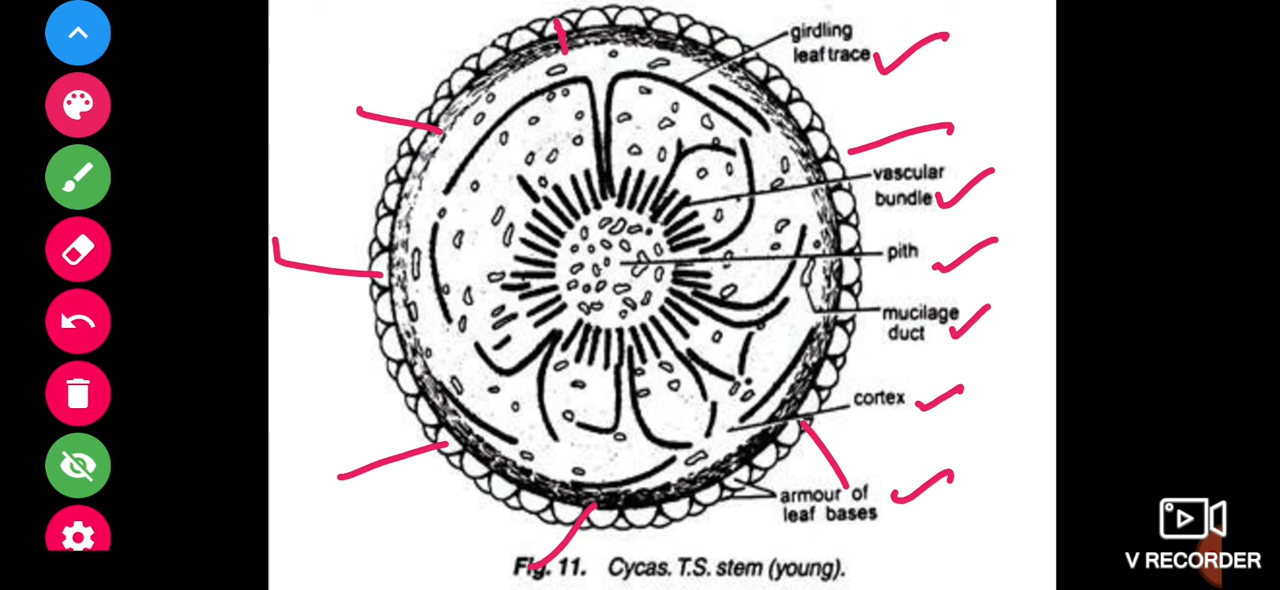 girdling
leaf trace
vascular
bundle
pith
mucilage
duct
cortex
armour of
leaf bases
Fig. 11. Cycas. T.S. stem (young).
V RECORDER